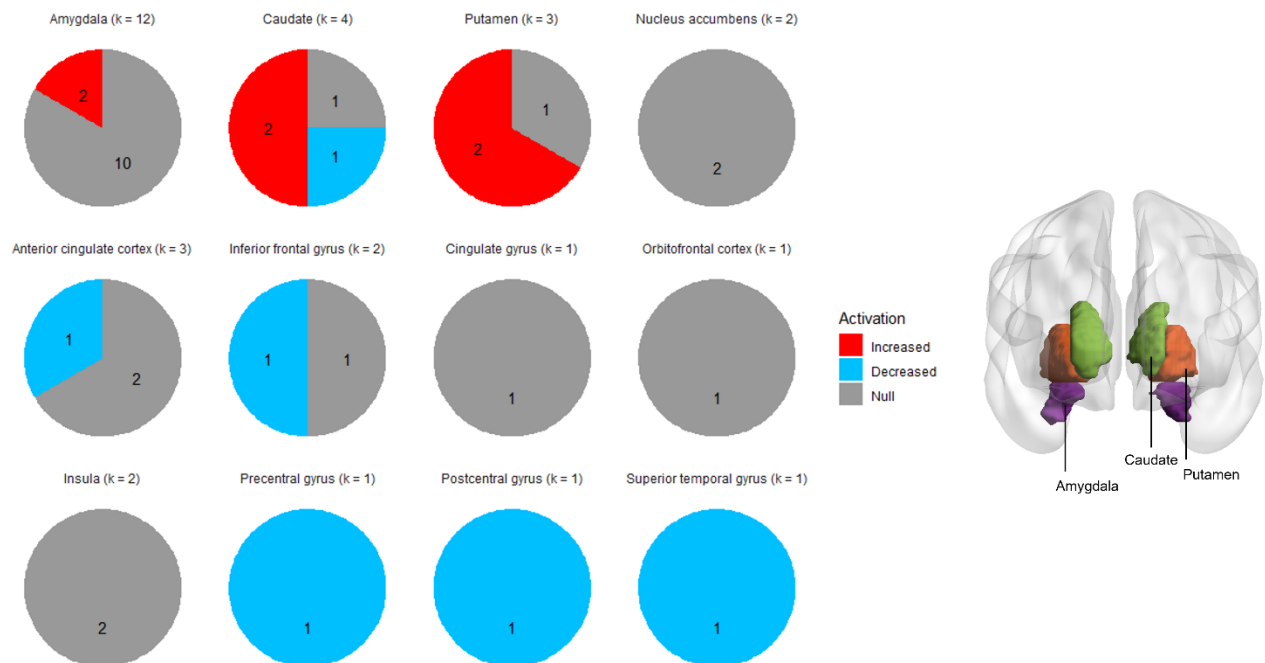 Amygdala (k = 12)
Caudate (k = 4)
Putamen (k = 3)
Nucleus accumbens (k = 2)
2
10
2
1
1
2
1
2
Anterior cingulate cortex (k = 3)
Inferior frontal gyrus (k = 2)
Cingulate gyrus (k = 1)
Orbitofrontal cortex (k = 1)
1
2
1
1
1
1
Insula (k = 2)
Precentral gyrus (k = 1)
Postcentral gyrus (k = 1)
Superior temporal gyrus (k = 1)
2
1
1
1
Activation
Increased
Decreased
Null
Amygdala
Caudate
Putamen